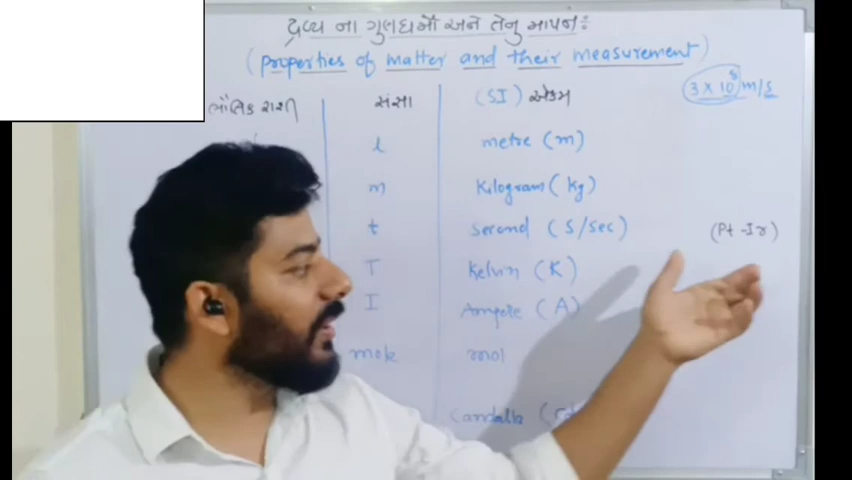 દ્રવ્ય ના ગુણધર્મો અને તેનુ માપન :
(properties of matter and their measurement)
ભૌતિક રાશી સંજ્ઞા (SI) એકમ 3 X 10⁸ m/s
l metre (m)
m Kilogram (kg)
t Second (S/sec) (Pt -Ir)
T Kelvin (K)
I Ampere (A)
mole mol
Candella (